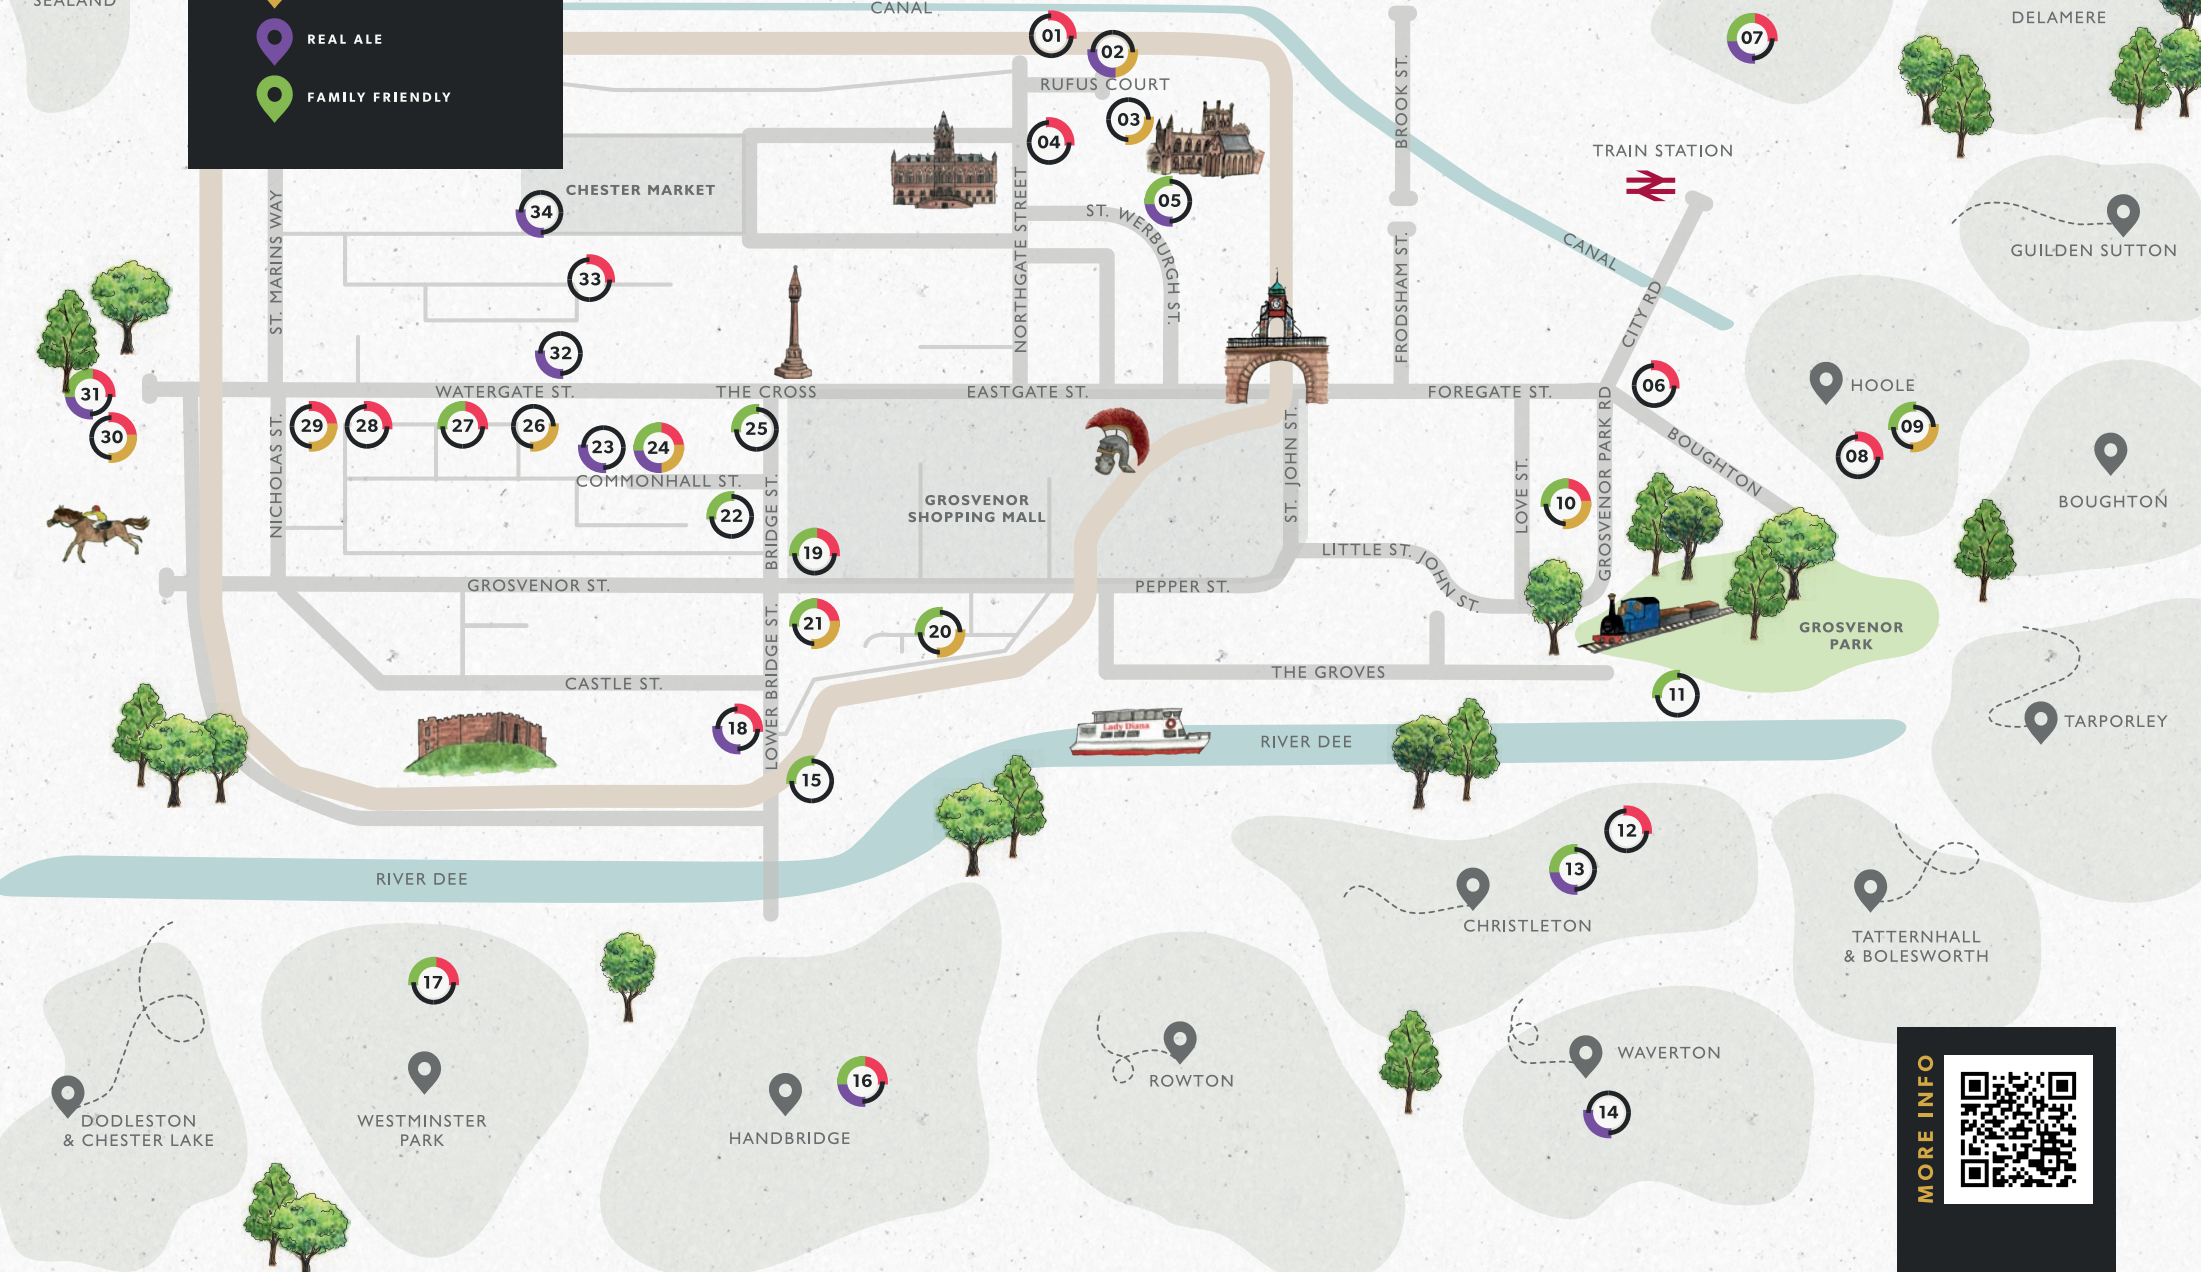 SEALAND
REAL ALE
FAMILY FRIENDLY
CANAL
01
02
RUFUS COURT
03
04
05
BROOK ST.
07
DELAMERE
TRAIN STATION
CHESTER MARKET
34
33
32
ST. MARINS WAY
NORTHGATE STREET
ST. WERBURGH ST.
FRODSHAM ST.
CANAL
CITY RD
GUILDEN SUTTON
06
HOOLE
09
08
BOUGHTON
BOUGHTON
31
30
WATERGATE ST.
THE CROSS
EASTGATE ST.
FOREGATE ST.
29
28
27
26
23
24
25
COMMONHALL ST.
22
NICHOLAS ST.
BRIDGE ST.
GROSVENOR
SHOPPING MALL
ST. JOHN ST.
LOVE ST.
10
GROSVENOR PARK RD
19
LITTLE ST. JOHN ST.
GROSVENOR ST.
PEPPER ST.
21
20
GROSVENOR
PARK
THE GROVES
11
CASTLE ST.
LOWER BRIDGE ST.
18
15
Lady Diana
RIVER DEE
TARPORLEY
RIVER DEE
12
13
CHRISTLETON
TATTERNHALL
& BOLESWORTH
17
16
WESTMINSTER
PARK
DODLESTON
& CHESTER LAKE
HANDBRIDGE
ROWTON
WAVERTON
14
MORE INFO